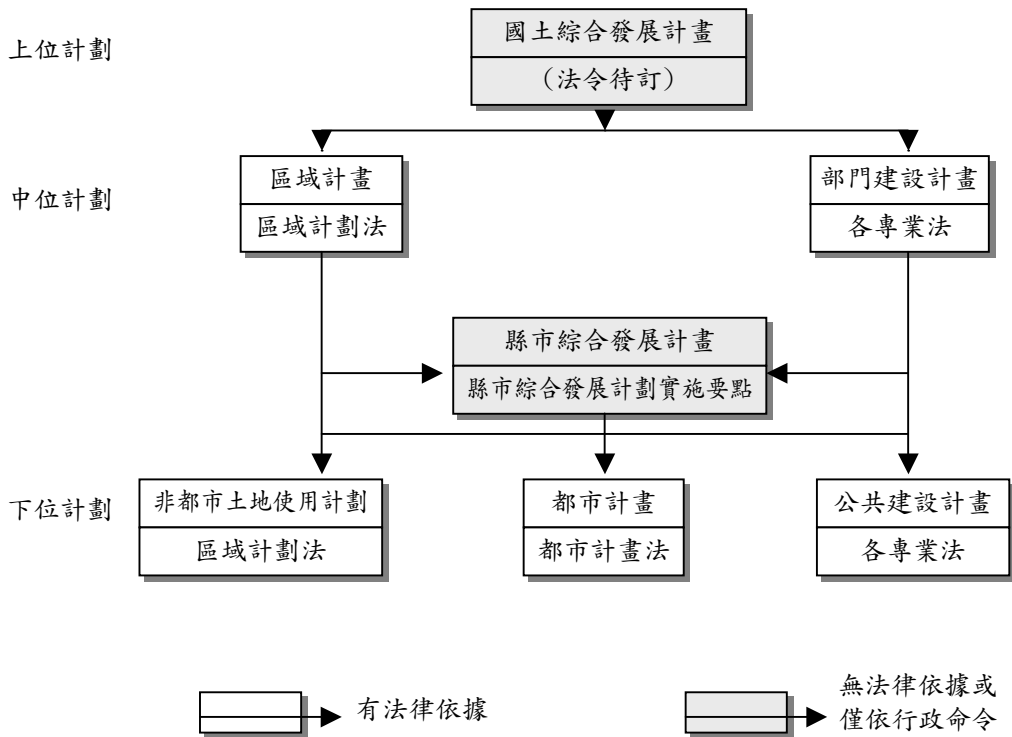 上位計劃
國土綜合發展計畫
(法令待訂)
中位計劃
區域計畫
區域計劃法
部門建設計畫
各專業法
縣市綜合發展計畫
縣市綜合發展計劃實施要點
下位計劃
非都市土地使用計劃
區域計劃法
都市計畫
都市計畫法
公共建設計畫
各專業法
有法律依據
無法律依據或
僅依行政命令